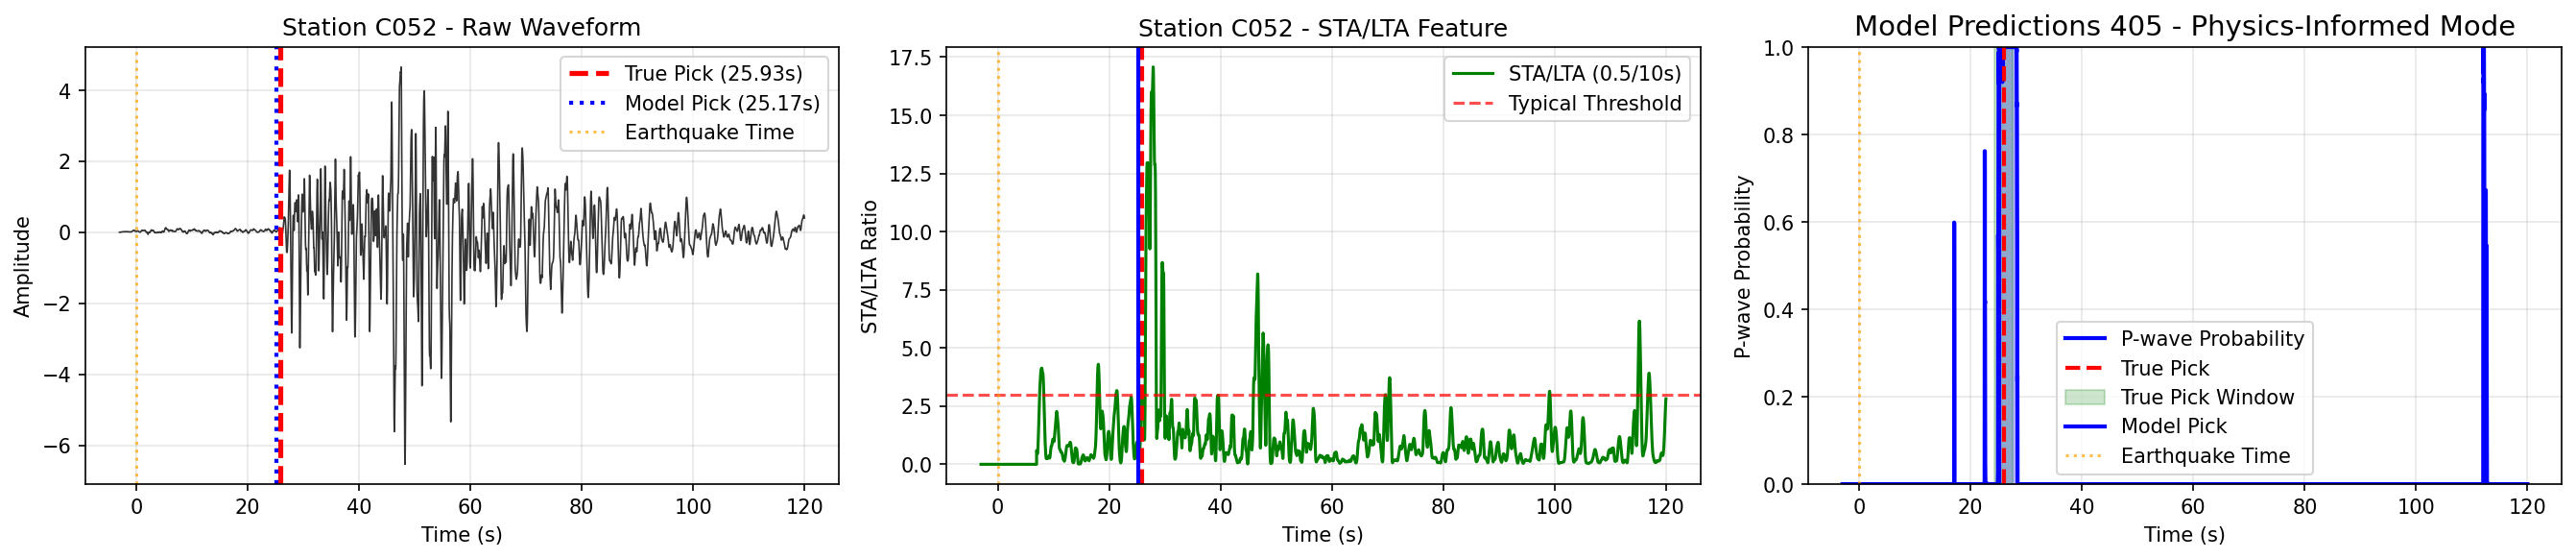 Station C052 - Raw Waveform
Amplitude
4
2
0
−2
−4
−6
True Pick (25.93s)
Model Pick (25.17s)
Earthquake Time
0 20 40 60 80 100 120
Time (s)
Station C052 - STA/LTA Feature
STA/LTA Ratio
17.5
15.0
12.5
10.0
7.5
5.0
2.5
0.0
STA/LTA (0.5/10s)
Typical Threshold
0 20 40 60 80 100 120
Time (s)
Model Predictions 405 - Physics-Informed Mode
P-wave Probability
1.0
0.8
0.6
0.4
0.2
0.0
P-wave Probability
True Pick
True Pick Window
Model Pick
Earthquake Time
0 20 40 60 80 100 120
Time (s)